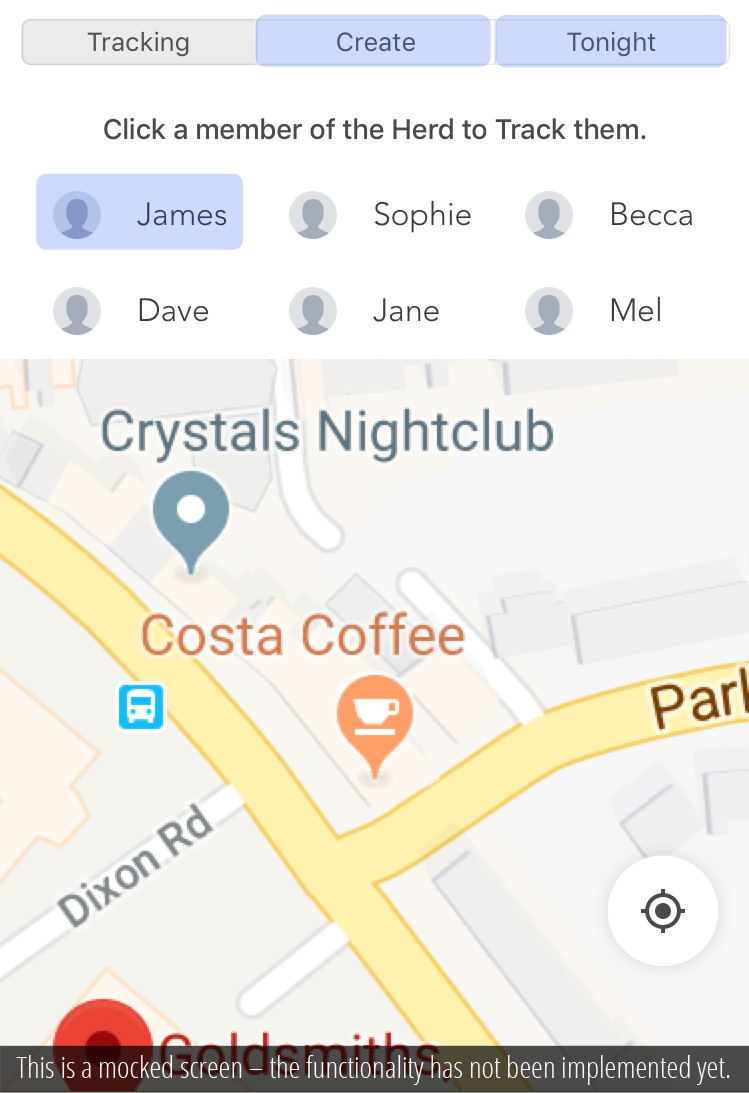 Tracking Create Tonight
Click a member of the Herd to Track them.
James Sophie Becca
Dave Jane Mel
Crystals Nightclub
Costa Coffee
Dixon Rd
Goldsmiths,
This is a mocked screen – the functionality has not been implemented yet.